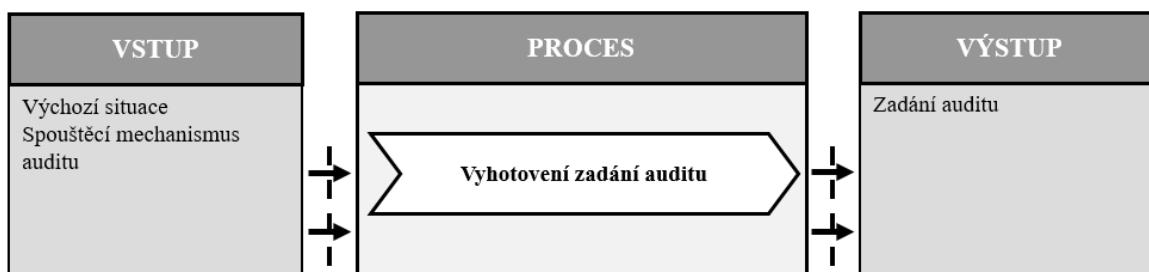 VSTUP
Výchozí situace
Spouštěcí mechanismus
auditu
PROCES
Vyhotovení zadání auditu
VÝSTUP
Zadání auditu